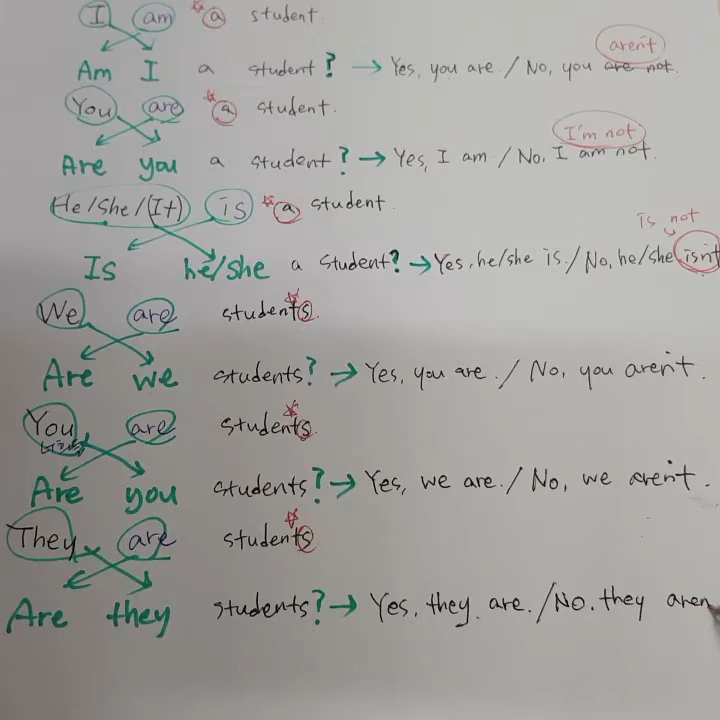 I am a student.
aren't
Am I a student? → Yes, you are. / No, you are not.
You are a student.
I'm not
Are you a student? → Yes, I am / No, I am not.
He/She/(It) is a student.
is not
Is he/she a student? → Yes, he/she is. / No, he/she isn't
We are students.
Are we students? → Yes, you are. / No, you aren't.
You are students.
Are you students? → Yes, we are. / No, we aren't.
They are students
Are they students? → Yes, they are. / No, they aren